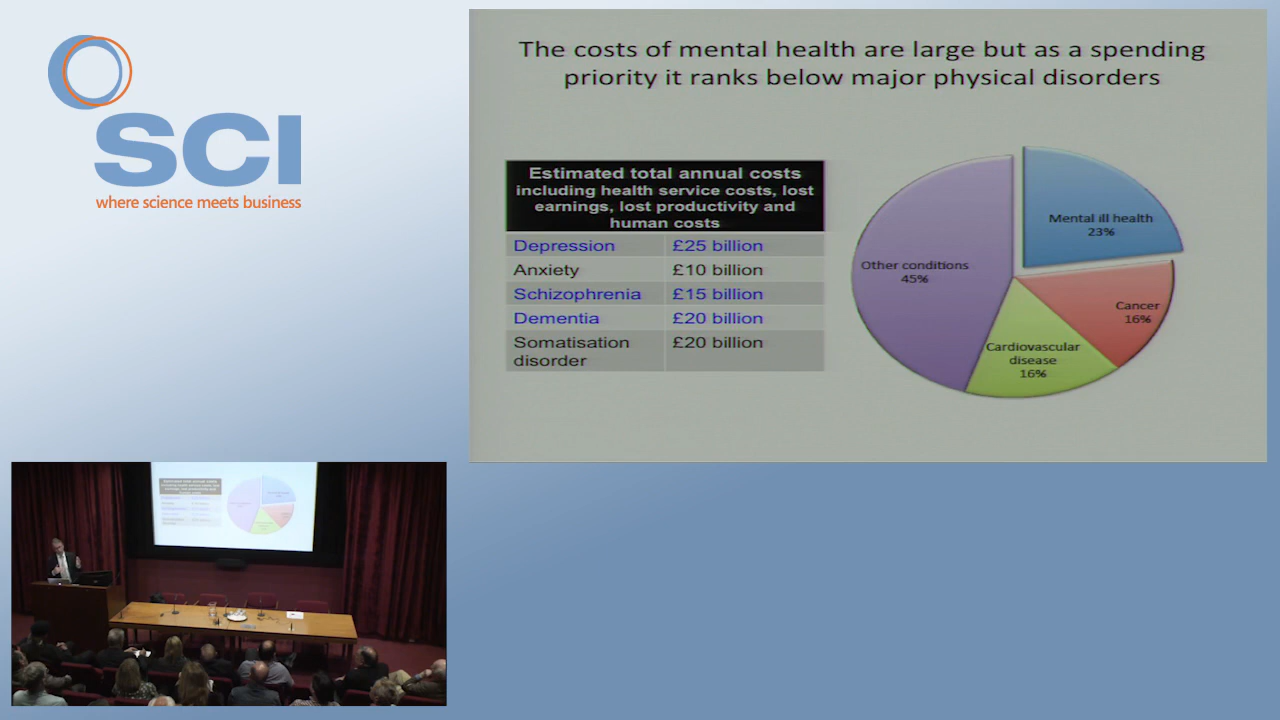 SCI
where science meets business
The costs of mental health are large but as a spending
priority it ranks below major physical disorders
Estimated total annual costs
including health service costs, lost
earnings, lost productivity and
human costs
Depression £25 billion
Anxiety £10 billion
Schizophrenia £15 billion
Dementia £20 billion
Somatisation £20 billion
disorder
Mental ill health
23%
Other conditions
45%
Cancer
16%
Cardiovascular
disease
16%